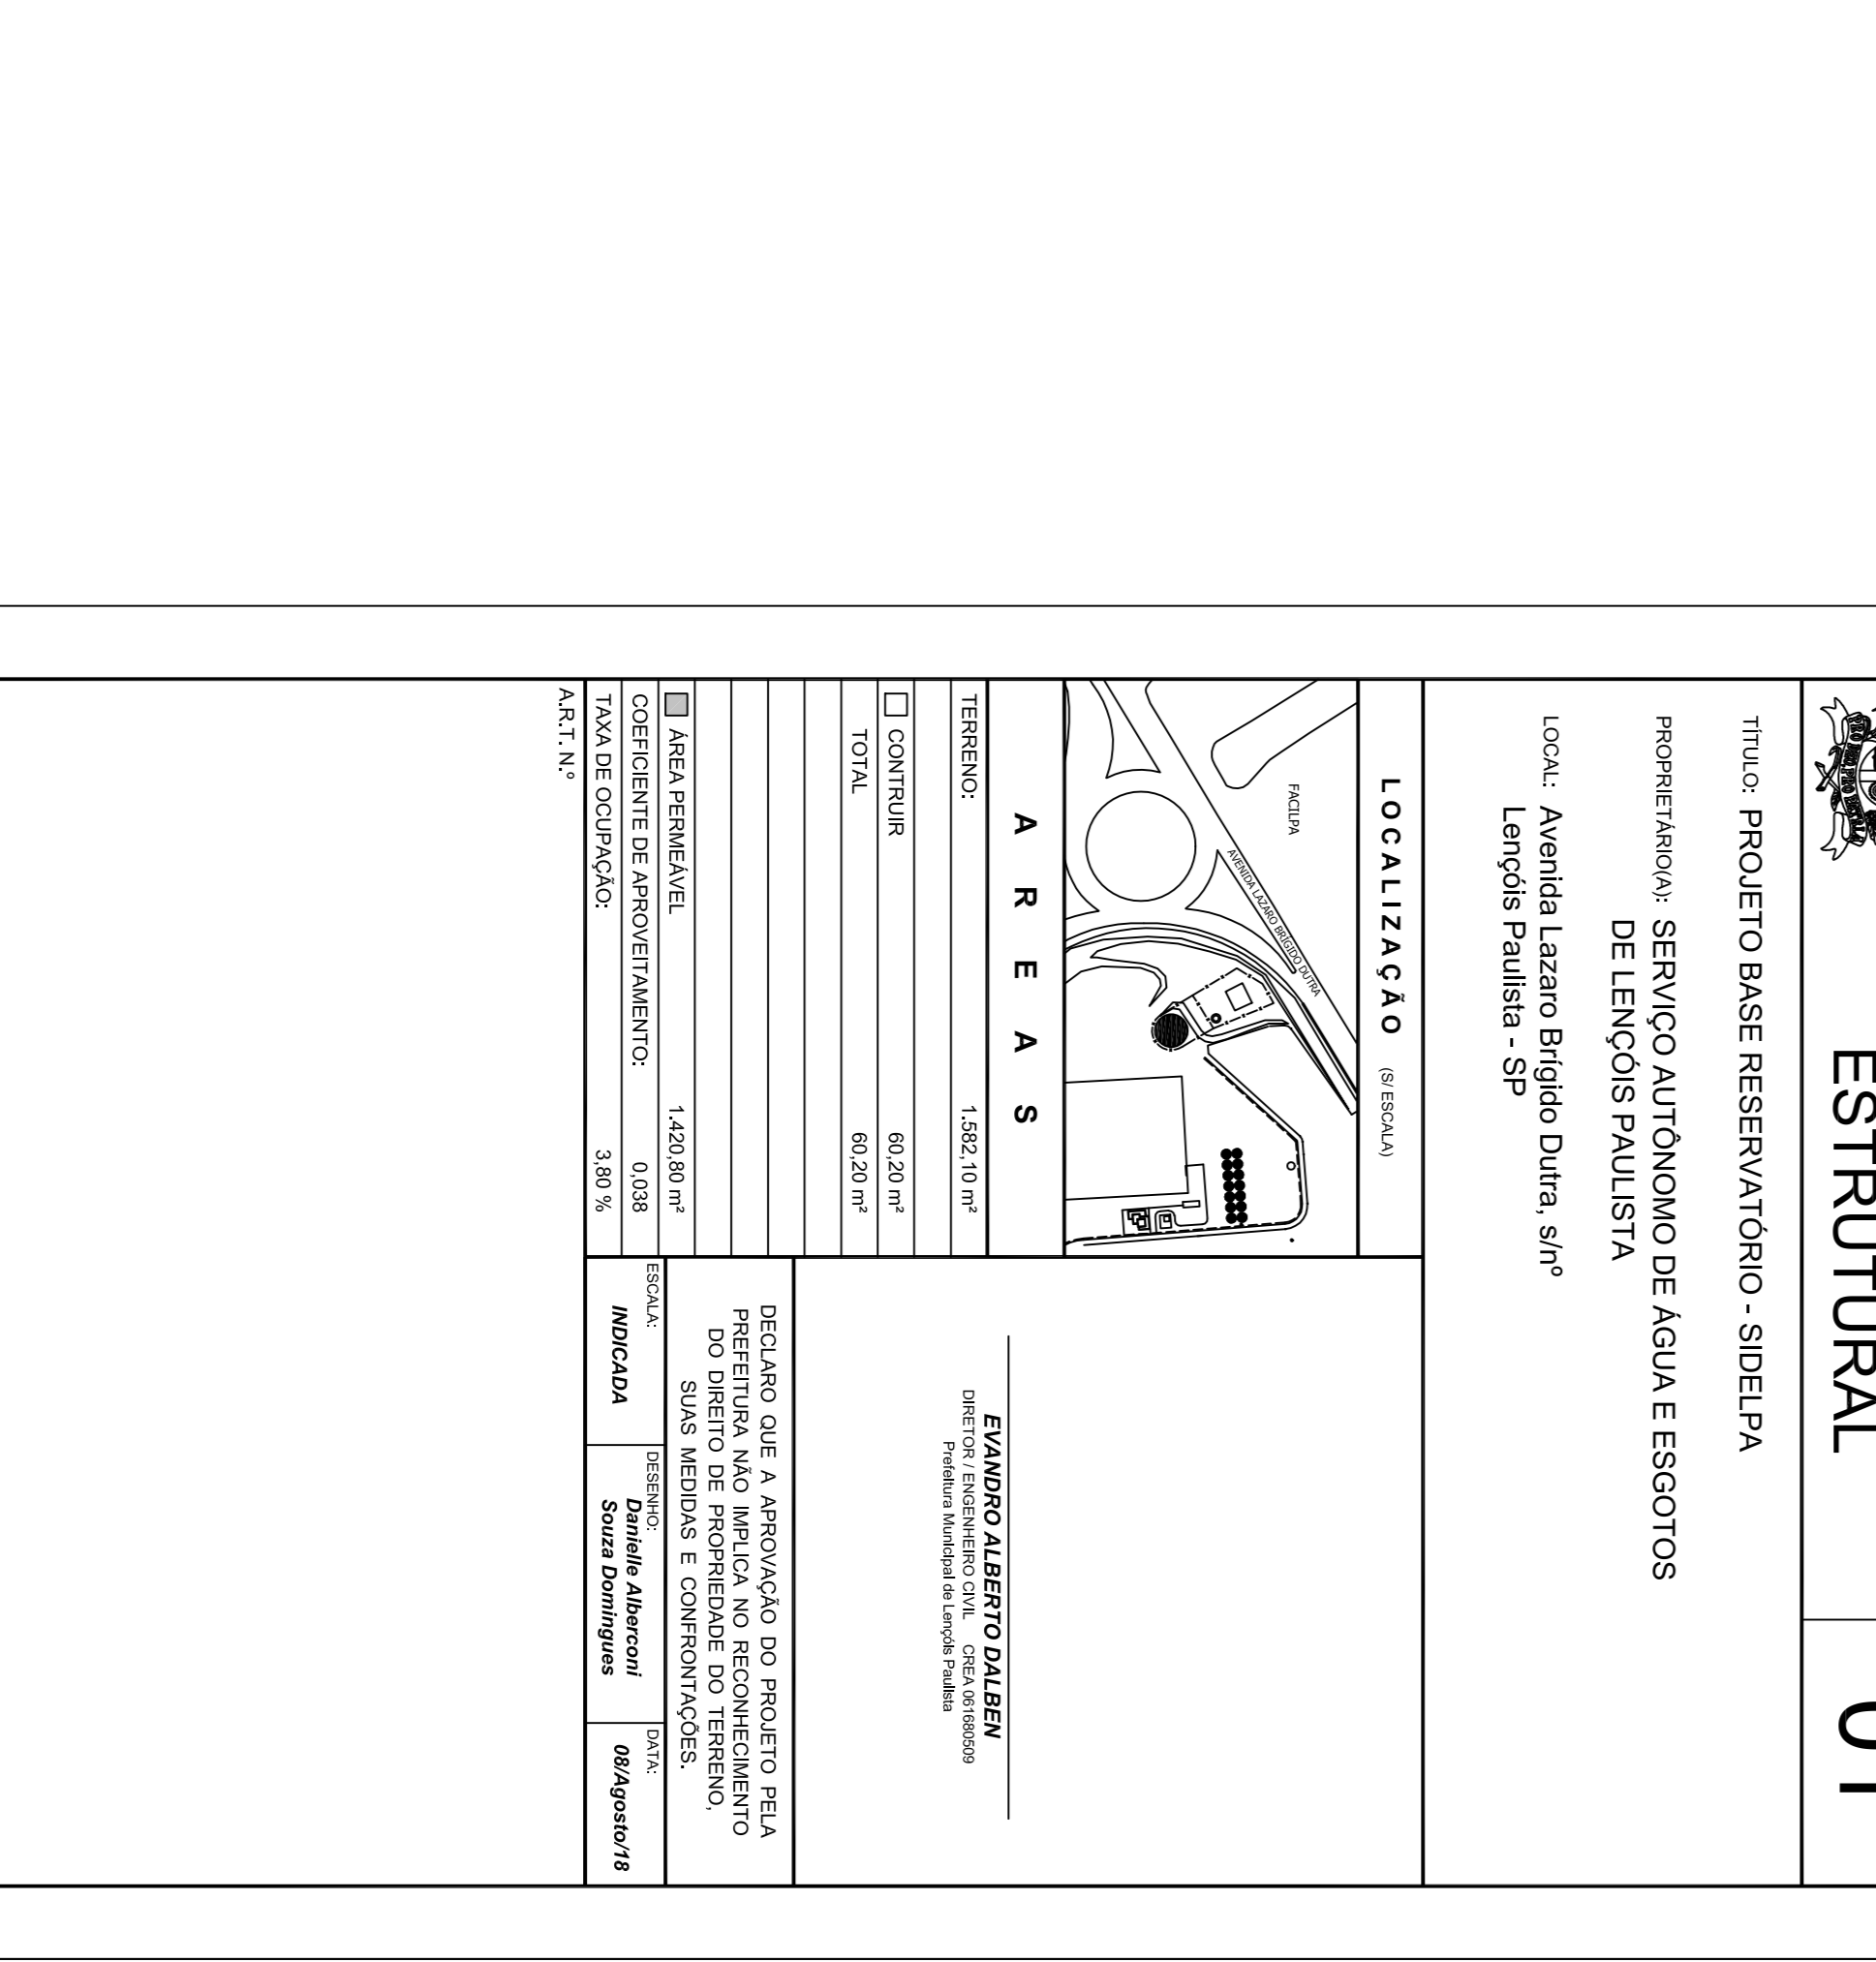 ESTRUTURAL
01
TÍTULO: PROJETO BASE RESERVATÓRIO - SIDELPA
PROPRIETÁRIO(A): SERVIÇO AUTÔNOMO DE ÁGUA E ESGOTOS
DE LENÇÓIS PAULISTA
LOCAL: Avenida Lazaro Brígido Dutra, s/nº
Lençóis Paulista - SP
LOCALIZAÇÃO (S/ ESCALA)
FACILPA
AVENIDA LAZARO BRÍGIDO DUTRA
AREAS
TERRENO: 1.582,10 m²
CONTRUIR 60,20 m²
TOTAL 60,20 m²
ÁREA PERMEÁVEL 1.420,80 m²
COEFICIENTE DE APROVEITAMENTO: 0,038
TAXA DE OCUPAÇÃO: 3,80 %
EVANDRO ALBERTO DALBEN
DIRETOR / ENGENHEIRO CIVIL CREA 061680509
Prefeitura Municipal de Lençóis Paulista
DECLARO QUE A APROVAÇÃO DO PROJETO PELA
PREFEITURA NÃO IMPLICA NO RECONHECIMENTO
DO DIREITO DE PROPRIEDADE DO TERRENO,
SUAS MEDIDAS E CONFRONTAÇÕES.
ESCALA:
INDICADA
DESENHO:
Danielle Alberconi
Souza Domingues
DATA:
08/Agosto/18
A.R.T. N.º